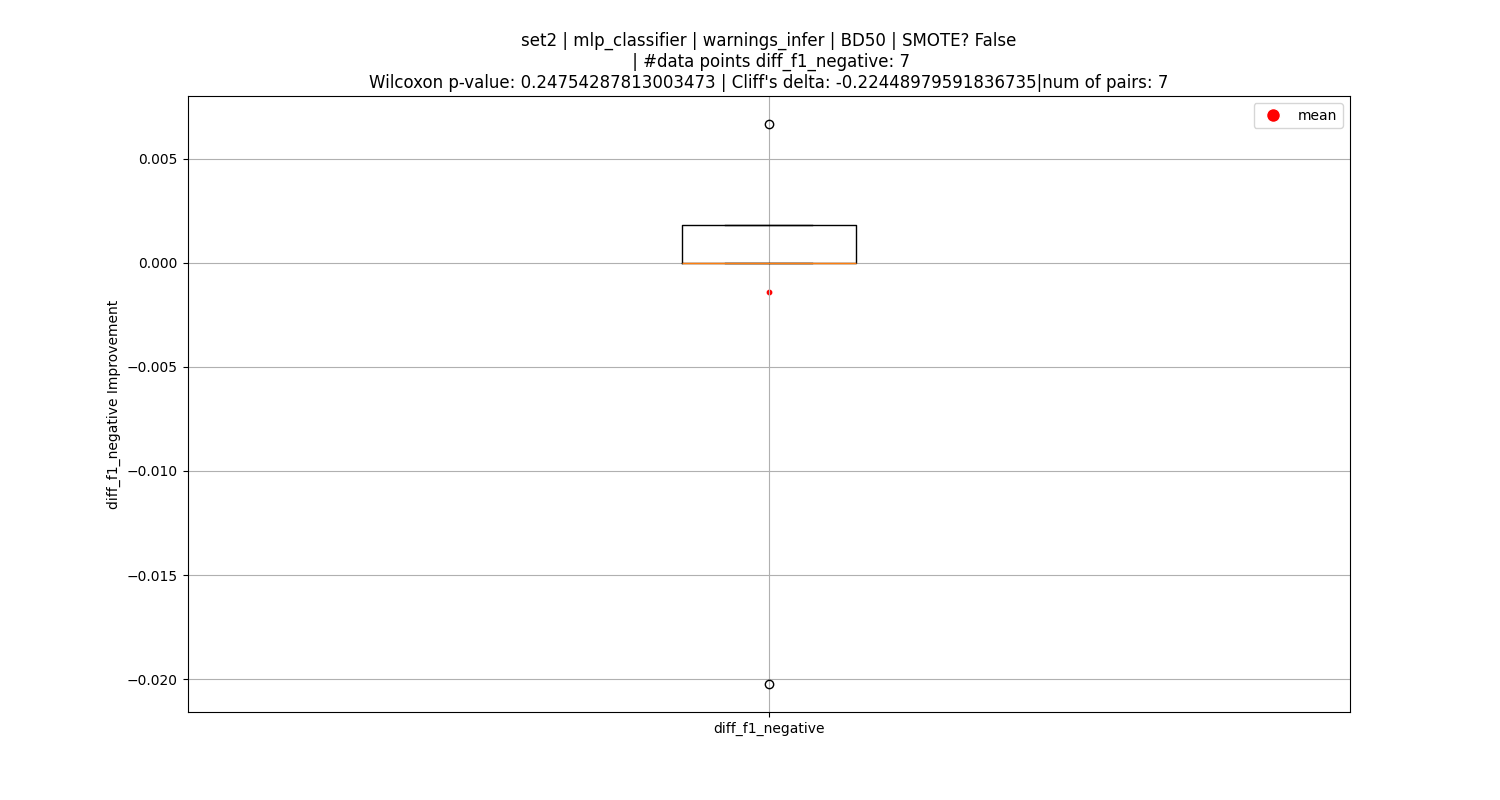 set2 | mlp_classifier | warnings_infer | BD50 | SMOTE? False
| #data points diff_f1_negative: 7
Wilcoxon p-value: 0.24754287813003473 | Cliff's delta: -0.22448979591836735|num of pairs: 7
mean
0.005
0.000
−0.005
−0.010
−0.015
−0.020
diff_f1_negative Improvement
diff_f1_negative